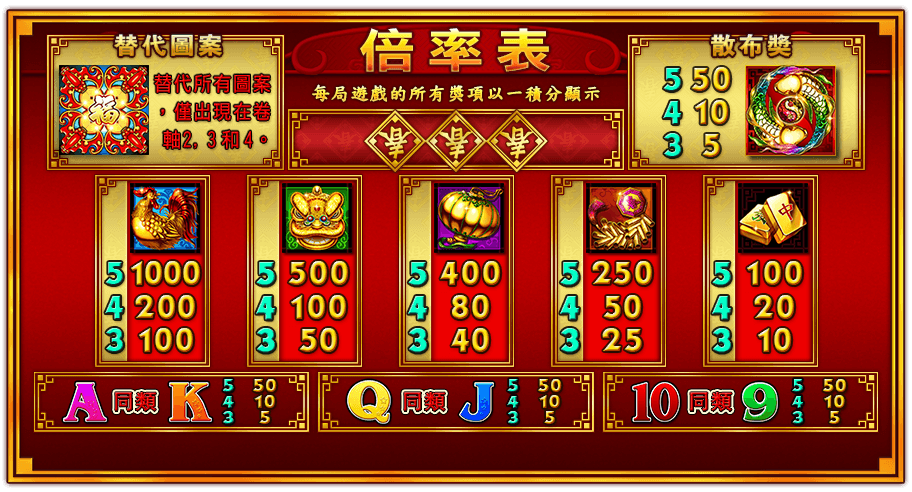 替代圖案
福
替代所有圖案
，僅出現在卷
軸2, 3和4。
倍率表
每局遊戲的所有獎項以一積分顯示
春 春 春
散布獎
5 50
4 10
3 5
5 1000
4 200
3 100
5 500
4 100
3 50
5 400
4 80
3 40
5 250
4 50
3 25
中
5 100
4 20
3 10
A 同類 K
5 50
4 10
3 5
Q 同類 J
5 50
4 10
3 5
10 同類 9
5 50
4 10
3 5